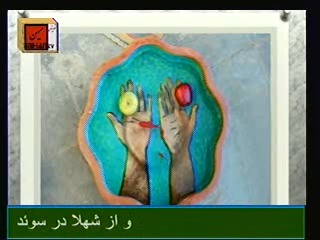 و از شهلا در سوئد